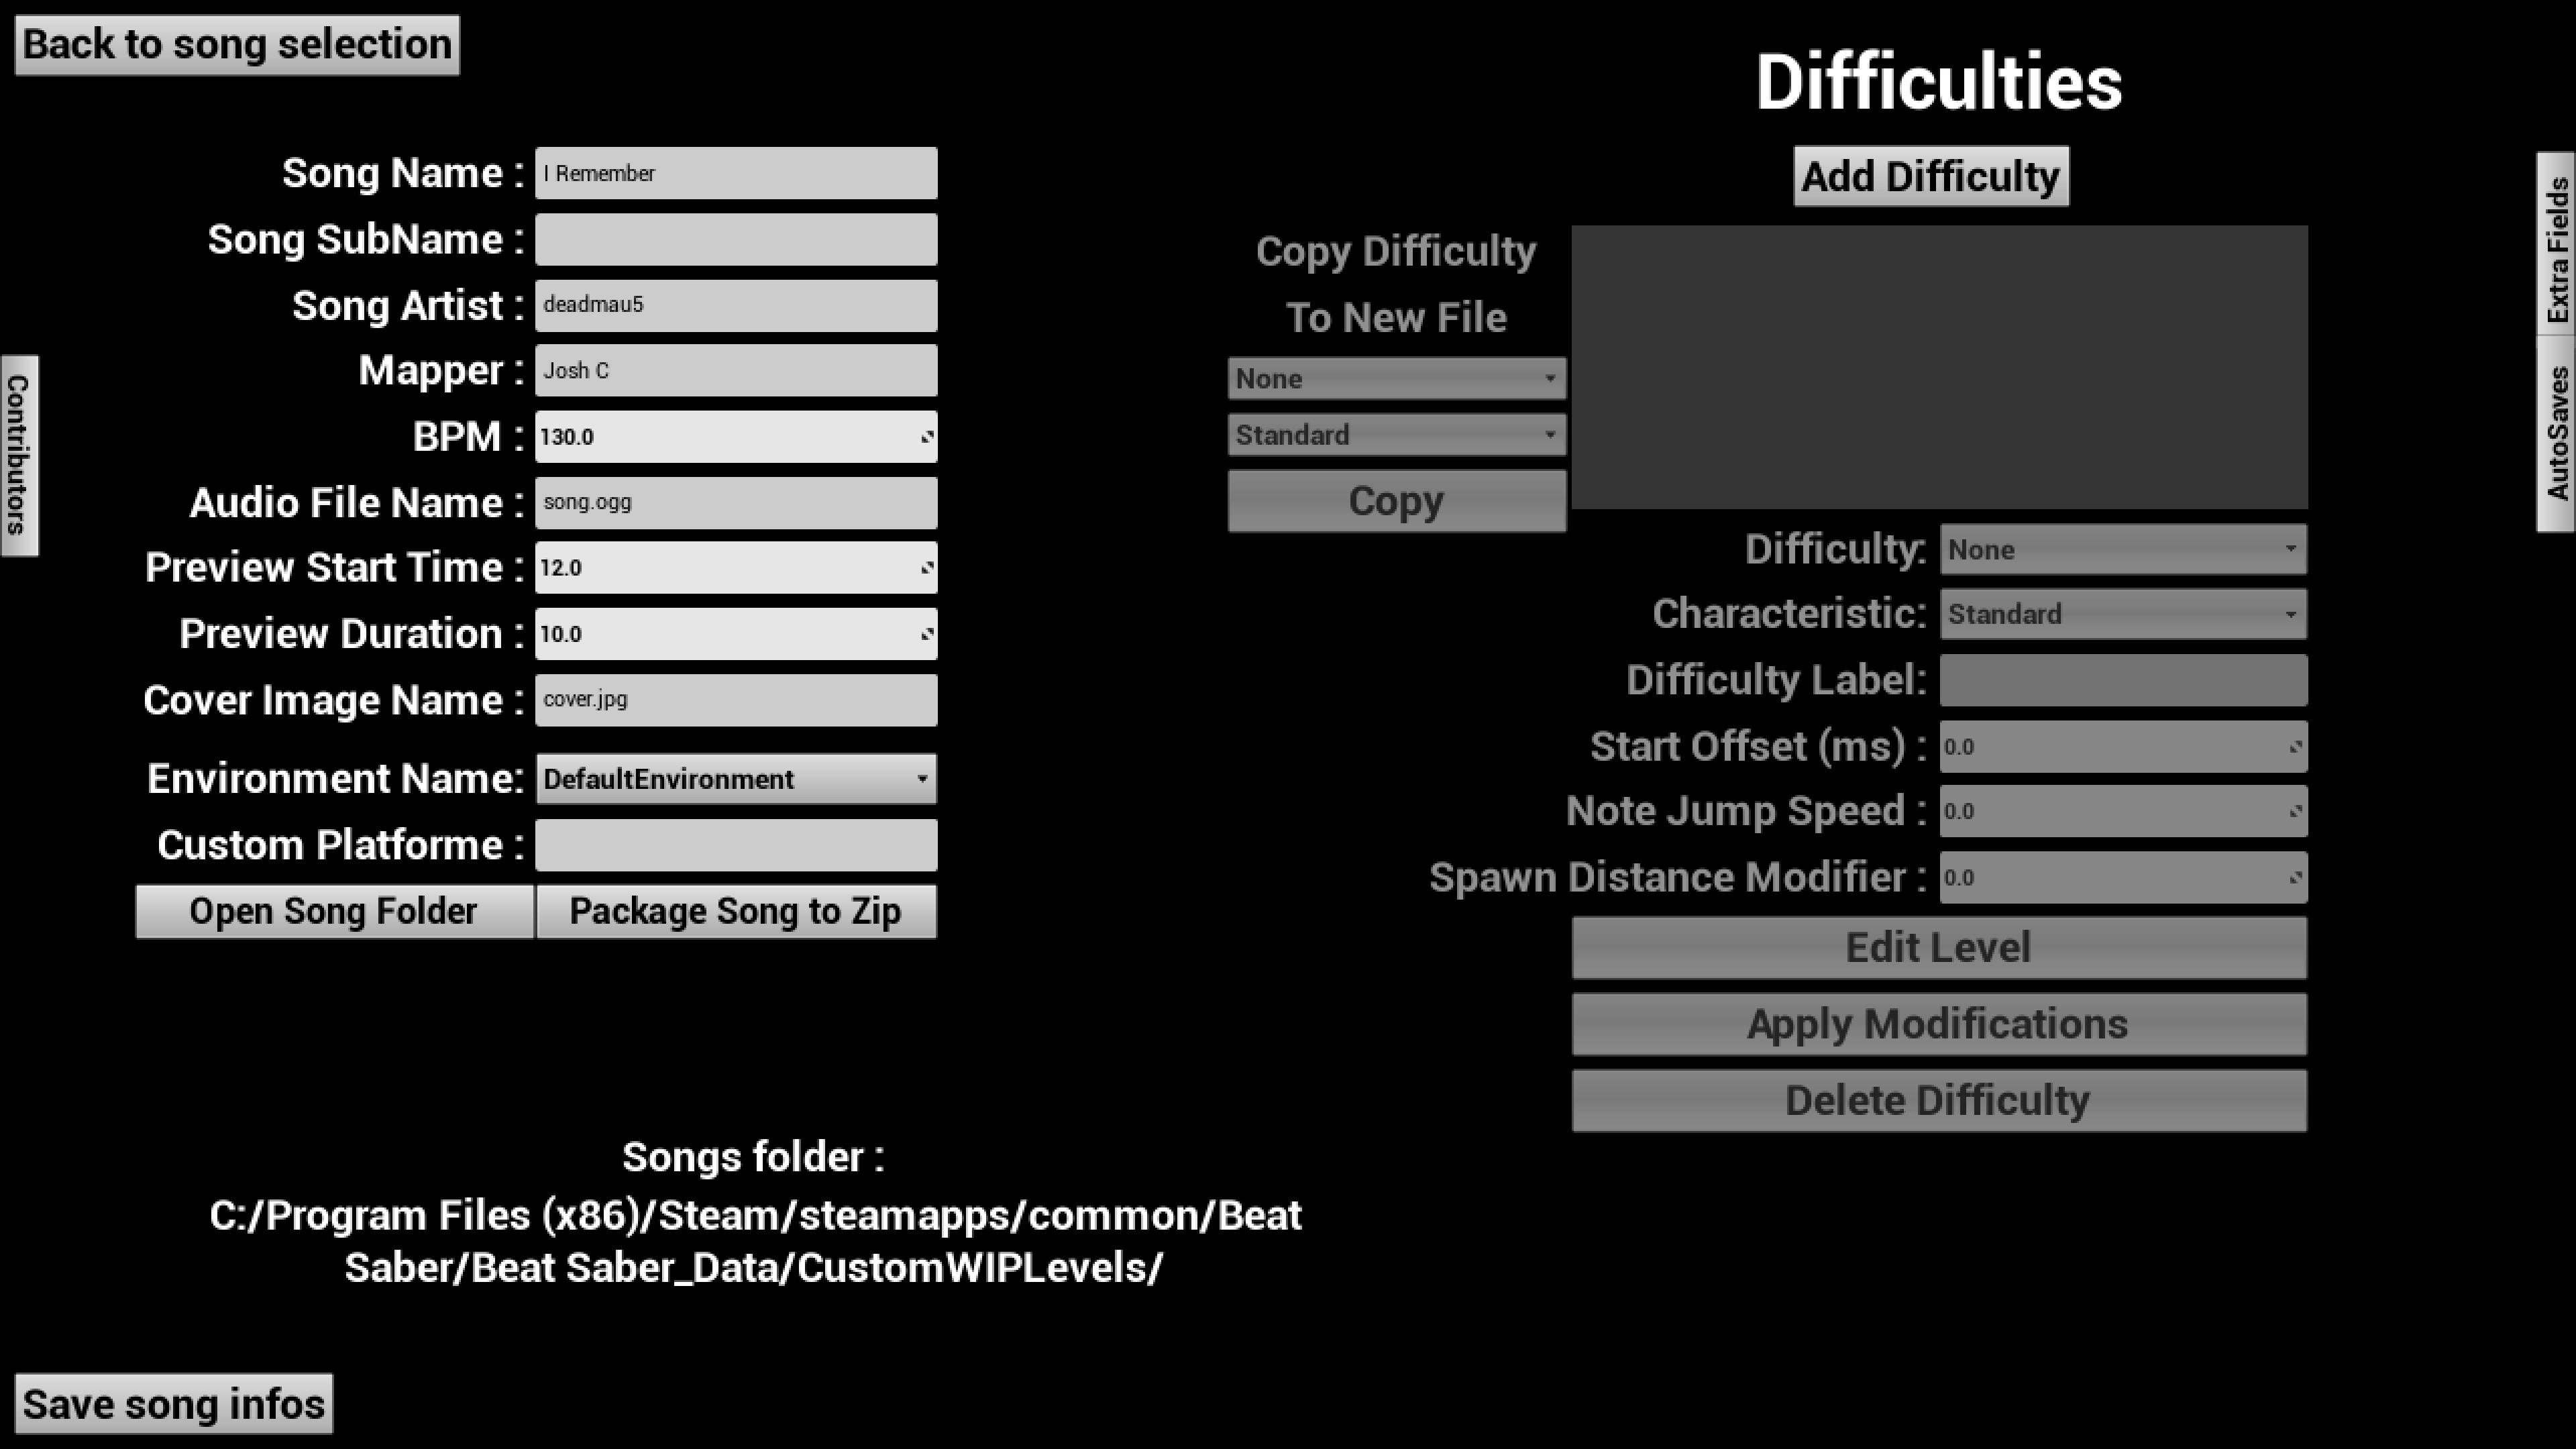 Back to song selection
Song Name : I Remember
Song SubName :
Song Artist : deadmau5
Mapper : Josh C
BPM : 130.0
Audio File Name : song.ogg
Preview Start Time : 12.0
Preview Duration : 10.0
Cover Image Name : cover.jpg
Environment Name: DefaultEnvironment
Custom Platforme :
Open Song Folder Package Song to Zip
Contributors
Songs folder :
C:/Program Files (x86)/Steam/steamapps/common/Beat
Saber/Beat Saber_Data/CustomWIPLevels/
Save song infos
Difficulties
Add Difficulty
Copy Difficulty
To New File
None
Standard
Copy
Difficulty: None
Characteristic: Standard
Difficulty Label:
Start Offset (ms) : 0.0
Note Jump Speed : 0.0
Spawn Distance Modifier : 0.0
Edit Level
Apply Modifications
Delete Difficulty
Extra Fields
AutoSaves